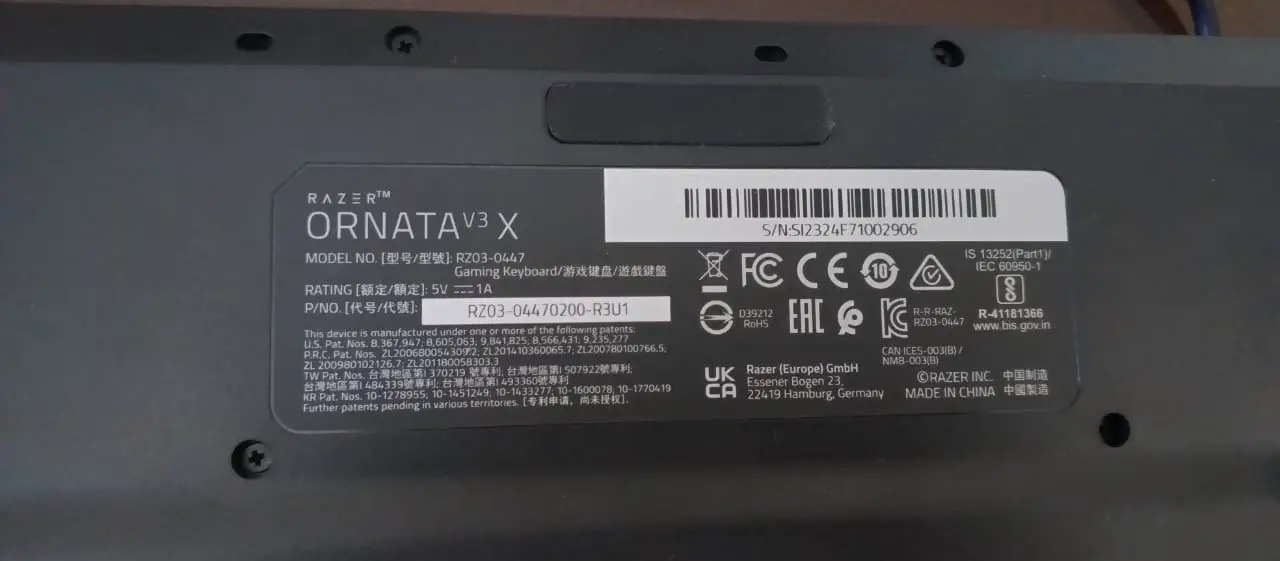 RAZER™
ORNATA V3 X
MODEL NO. [型号/型號]: RZ03-0447
Gaming Keyboard/游戏键盘/遊戲鍵盤
RATING [额定/額定]: 5V ⎓ 1A
P/NO. [代号/代號]: RZ03-04470200-R3U1
This device is manufactured under one or more of the following patents:
U.S. Pat. Nos. 8,367,947; 8,605,063; 9,841,825; 8,566,431; 9,235,277
P.R.C. Pat. Nos. ZL200680054309.2; ZL201410360065.7; ZL200780100766.5;
ZL 200980102126.7; ZL201180058303.3
TW Pat. Nos. 台灣地區第I 370219 號專利; 台灣地區第I 507922號專利;
台灣地區第I 484339號專利; 台灣地區第I 493360號專利
KR Pat. Nos. 10-1278955; 10-1451249; 10-1433277; 10-1600078; 10-1770419
Further patents pending in various territories. [专利申请，尚未授权].
S/N:SI2324F71002906
FC CE 10
IS 13252(Part1)/
IEC 60950-1
R-41181366
www.bis.gov.in
D39212
RoHS
EAC
R-R-RAZ-
RZ03-0447
CAN ICES-003(B) /
NMB-003(B)
UK
CA
Razer (Europe) GmbH
Essener Bogen 23,
22419 Hamburg, Germany
©RAZER INC. 中国制造
MADE IN CHINA 中國製造